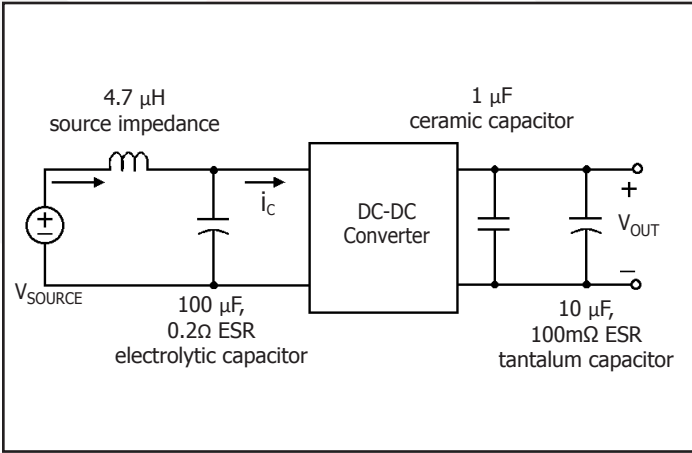 4.7 µH
source impedance
1 µF
ceramic capacitor
+
−
iC
DC-DC
Converter
+
VOUT
−
VSOURCE
100 µF,
0.2Ω ESR
electrolytic capacitor
10 µF,
100mΩ ESR
tantalum capacitor